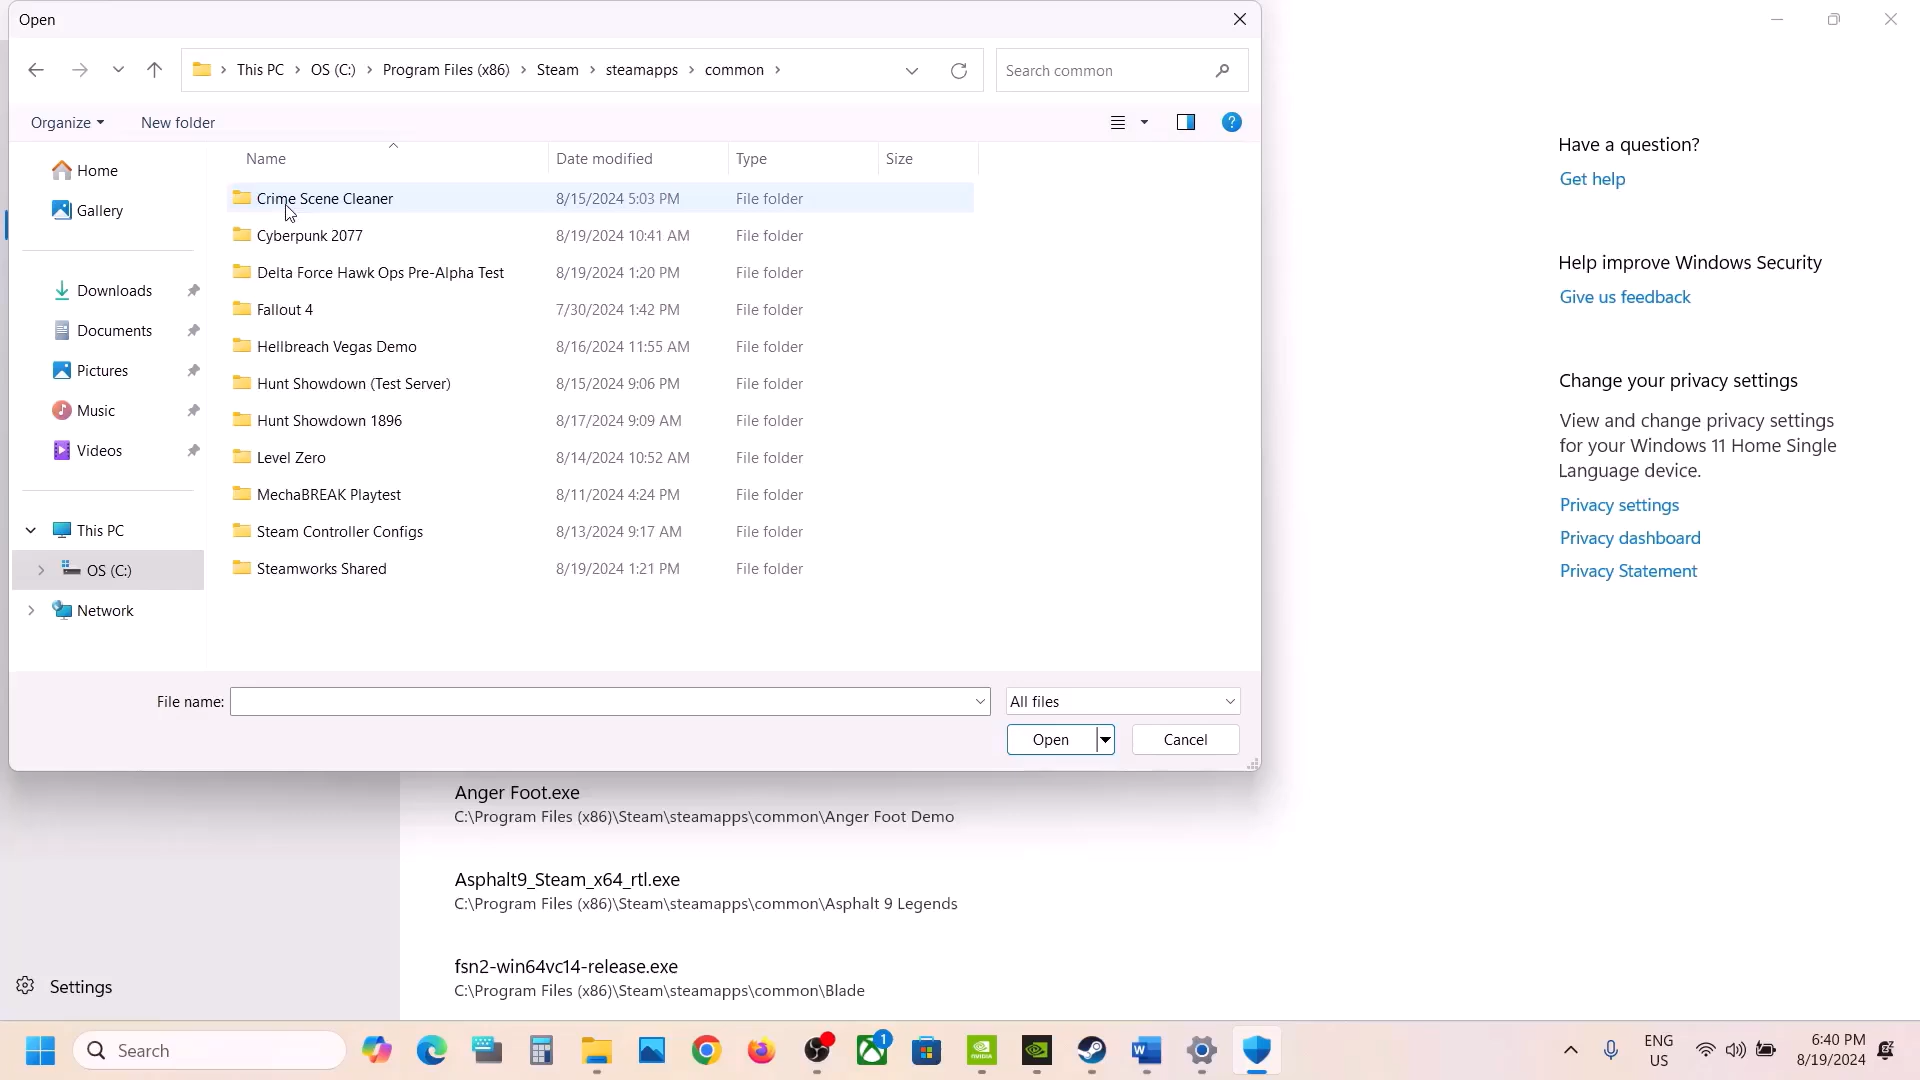 Open
This PC
OS (C:)
Program Files (x86)
Steam
steamapps
common
Search common
Organize
New folder
?
Name
Date modified
Type
Size
Home
Gallery
Downloads
Documents
Pictures
Music
Videos
This PC
OS (C:)
Network
Crime Scene Cleaner 8/15/2024 5:03 PM File folder
Cyberpunk 2077 8/19/2024 10:41 AM File folder
Delta Force Hawk Ops Pre-Alpha Test 8/19/2024 1:20 PM File folder
Fallout 4 7/30/2024 1:42 PM File folder
Hellbreach Vegas Demo 8/16/2024 11:55 AM File folder
Hunt Showdown (Test Server) 8/15/2024 9:06 PM File folder
Hunt Showdown 1896 8/17/2024 9:09 AM File folder
Level Zero 8/14/2024 10:52 AM File folder
MechaBREAK Playtest 8/11/2024 4:24 PM File folder
Steam Controller Configs 8/13/2024 9:17 AM File folder
Steamworks Shared 8/19/2024 1:21 PM File folder
File name:
All files
Open
Cancel
Have a question?
Get help
Help improve Windows Security
Give us feedback
Change your privacy settings
View and change privacy settings
for your Windows 11 Home Single
Language device.
Privacy settings
Privacy dashboard
Privacy Statement
Anger Foot.exe
C:\Program Files (x86)\Steam\steamapps\common\Anger Foot Demo
Asphalt9_Steam_x64_rtl.exe
C:\Program Files (x86)\Steam\steamapps\common\Asphalt 9 Legends
fsn2-win64vc14-release.exe
C:\Program Files (x86)\Steam\steamapps\common\Blade
Settings
Search
1
ENG
US
6:40 PM
8/19/2024